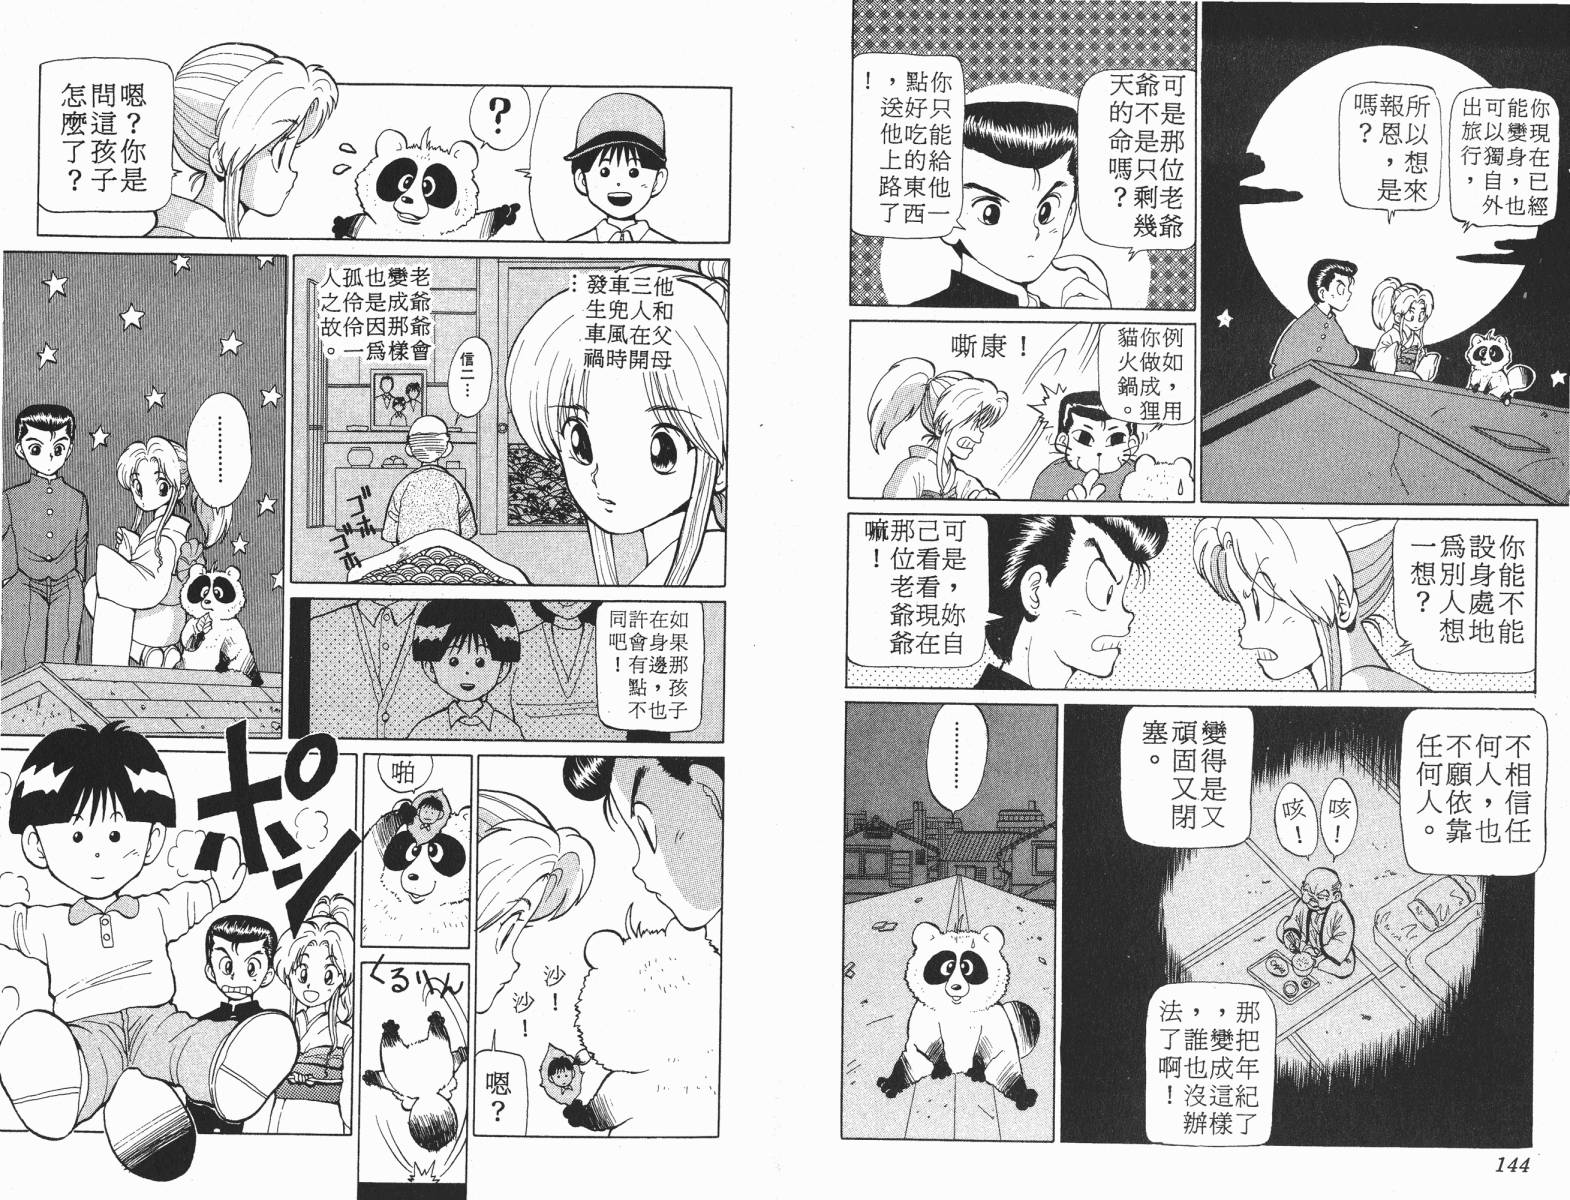 你現在已經
能變身，也
可以獨自外
出旅行，
所以想來
報恩，是
嗎？
可是那位老爺
爺不是只剩幾
天的命嗎？
你只能給他一
點好吃的東西
，送他上路了
！
例如，用
你做成狸
貓火鍋。
嘶康！
你能不能
設身處地
爲別人想
一想？
可是，妳自
己看看現在
那位老爺爺
嘛！
不相信任
何人，也
不願依靠
任何人。
咳！
咳！
變得是又
頑固又閉
塞。
那把年紀了
，變成這樣
，誰也沒辦
法了啊！
………
144
？
嗯？你是
問這孩子
怎麼了？
他和父母
三人在開
車兜風時
發生車禍
…
信二…
老爺爺會
變成那樣
也是因爲
孤伶伶一
人之故。
ゴホ
ゴホ
………
如果那孩子
在身邊，也
許會有點不
同吧！
沙！
沙！
嗯？
啪
くるりん
ポン